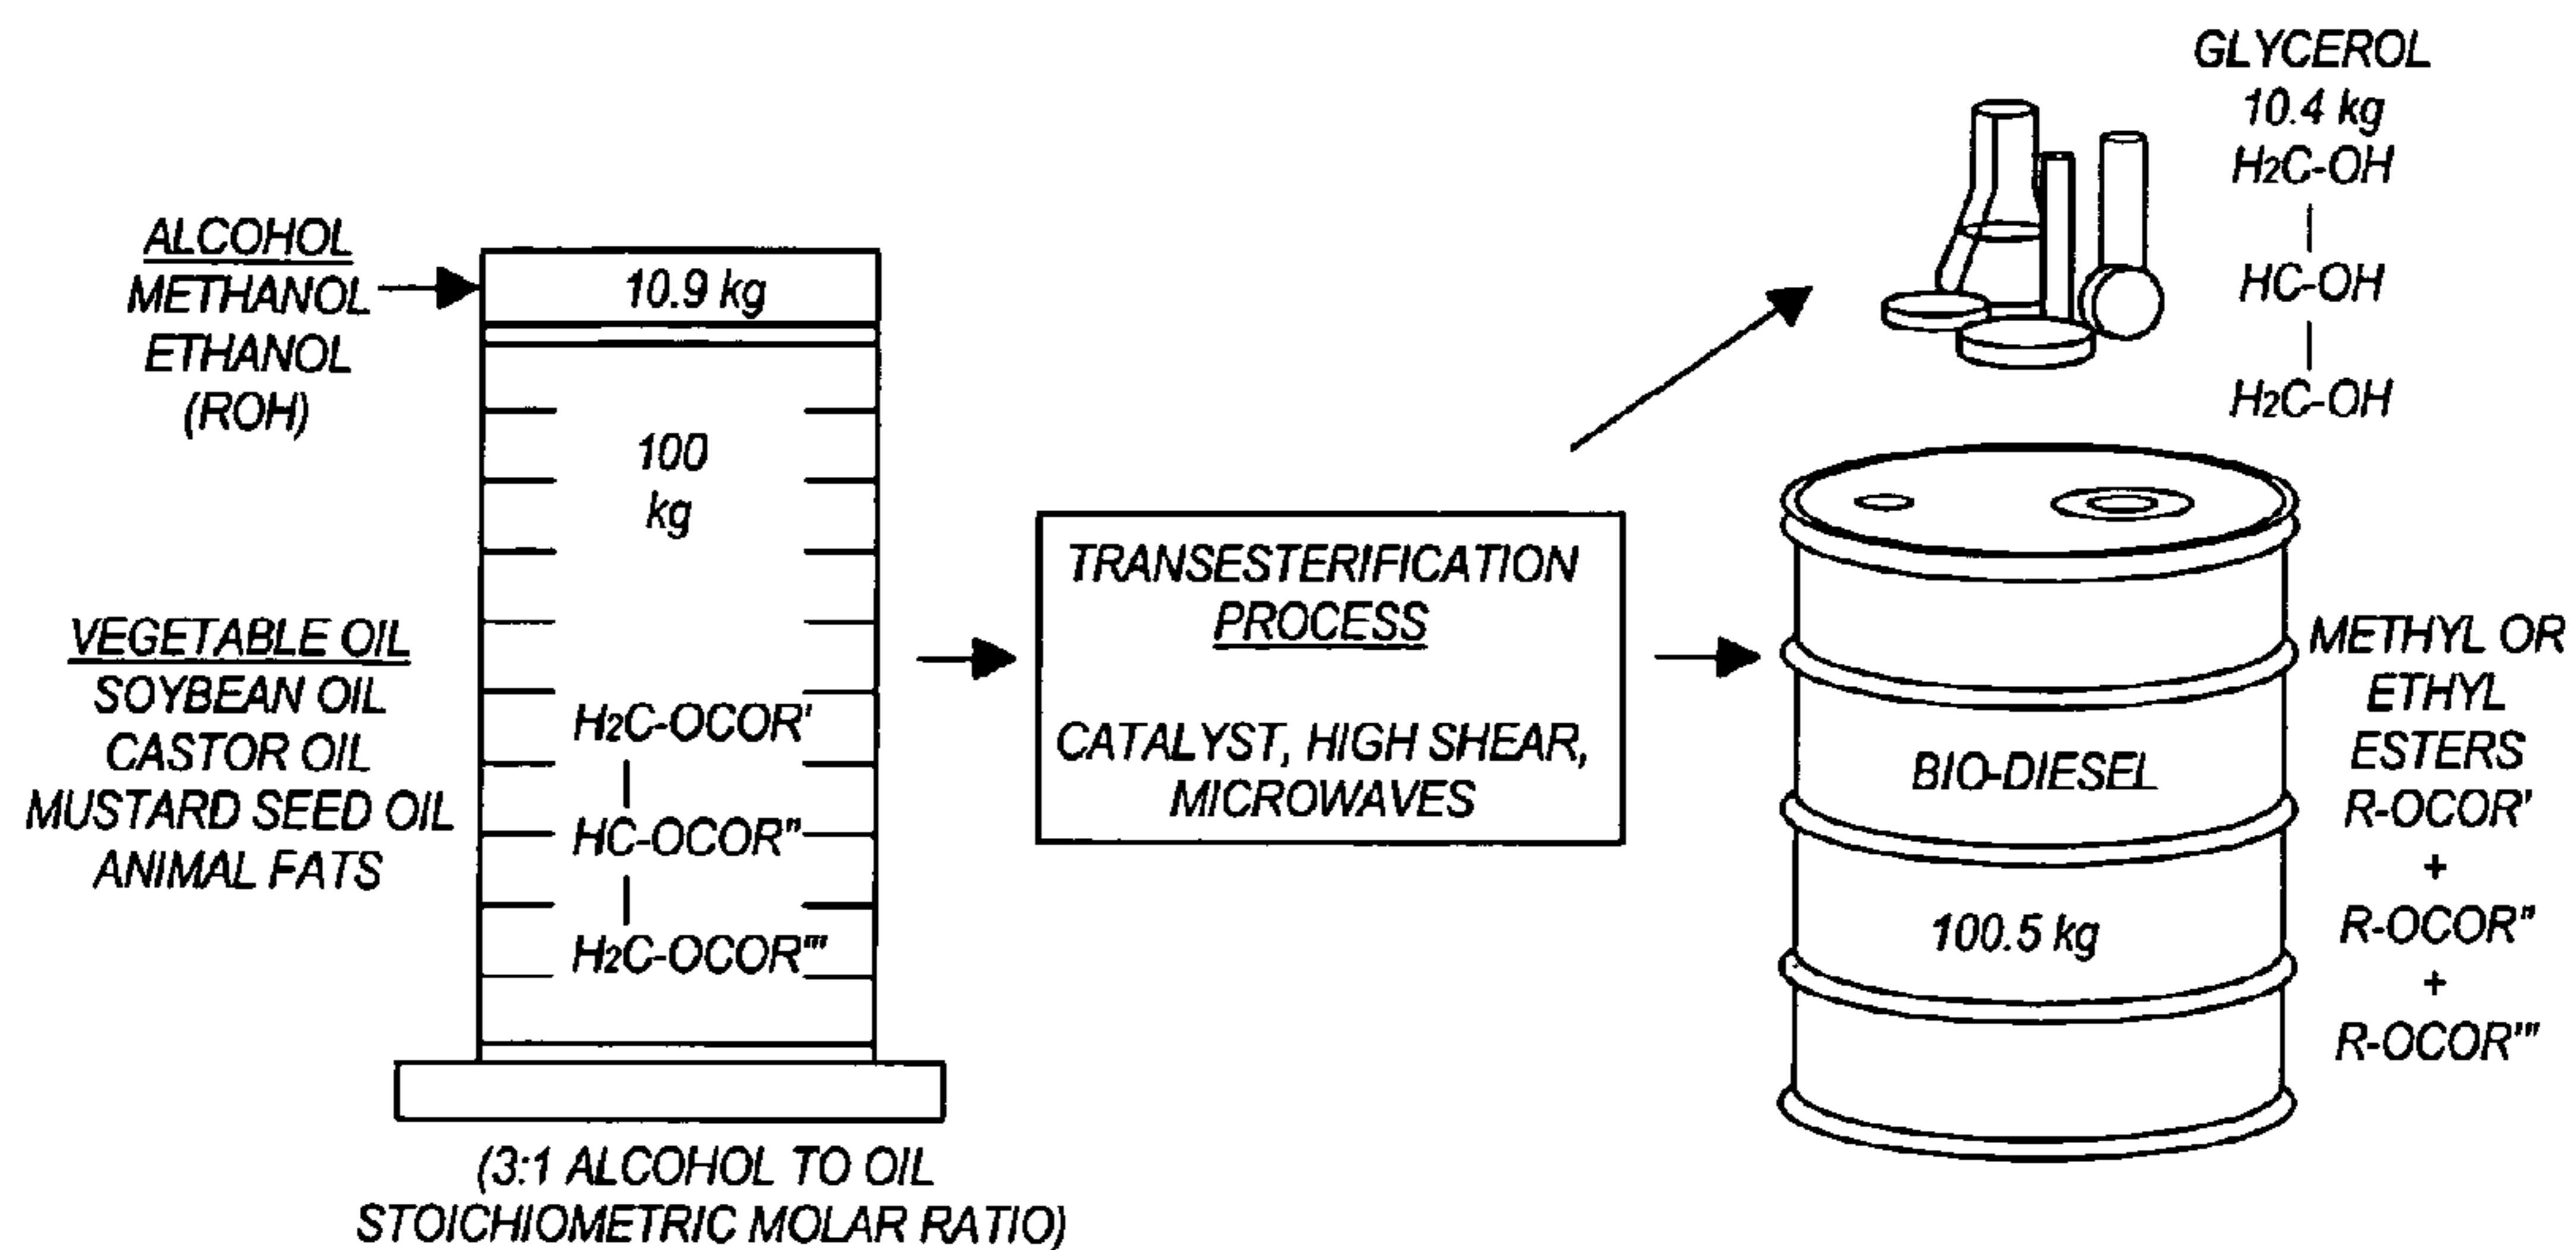 ALCOHOL
METHANOL
ETHANOL
(ROH)
VEGETABLE OIL
SOYBEAN OIL
CASTOR OIL
MUSTARD SEED OIL
ANIMAL FATS
10.9 kg
100
kg
H2C-OCOR'
HC-OCOR"
H2C-OCOR'"
(3:1 ALCOHOL TO OIL
STOICHIOMETRIC MOLAR RATIO)
TRANSESTERIFICATION
PROCESS
CATALYST, HIGH SHEAR,
MICROWAVES
GLYCEROL
10.4 kg
H2C-OH
HC-OH
H2C-OH
BIO-DIESEL
100.5 kg
METHYL OR
ETHYL
ESTERS
R-OCOR'
+
R-OCOR"
+
R-OCOR'"